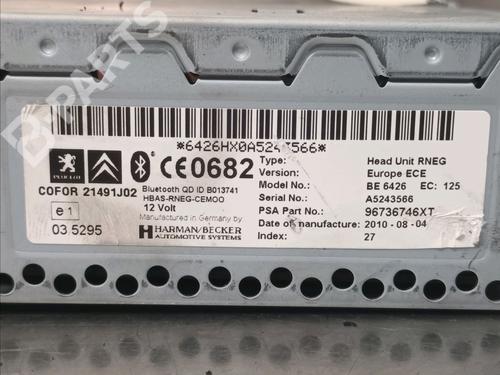 B-PARTS
*6426HX0A5243566*
PEUGEOT
CE0682
COFOR 21491J02
Bluetooth QD ID B013741
HBAS-RNEG-CEMOO
12 Volt
Manufactured in Germany by
HARMAN/BECKER
AUTOMOTIVE SYSTEMS
e1
03 5295
Type: Head Unit RNEG
Version: Europe ECE
Model No.: BE 6426 EC: 125
Serial No.: A5243566
PSA Part No.: 96736746XT
Date of manufacture: 2010-08-04
Index: 27